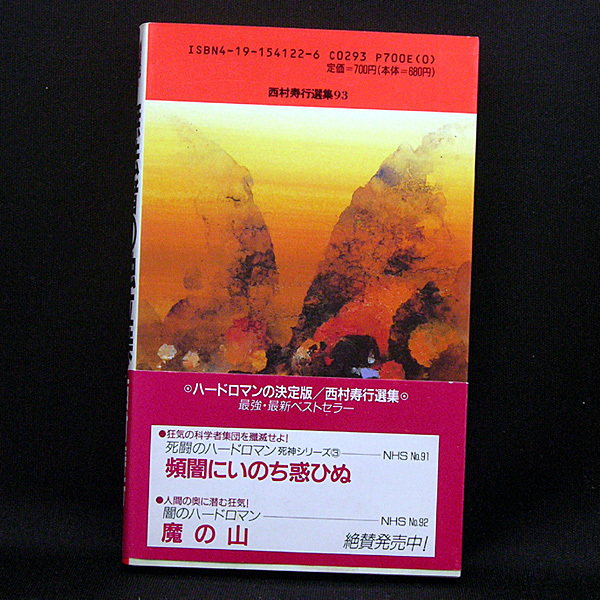 ISBN4-19-154122-6 C0293 P700E(0)
定価=700円(本体=680円)
西村寿行選集93
◎ハードロマンの決定版/西村寿行選集◎
最強・最新ベストセラー
●狂気の科学者集団を殲滅せよ!
死闘のハードロマン 死神シリーズ③ NHS No.91
頻闇にいのち惑ひぬ
●人間の奥に潜む狂気!
闇のハードロマン NHS No.92
魔の山 絶賛発売中!